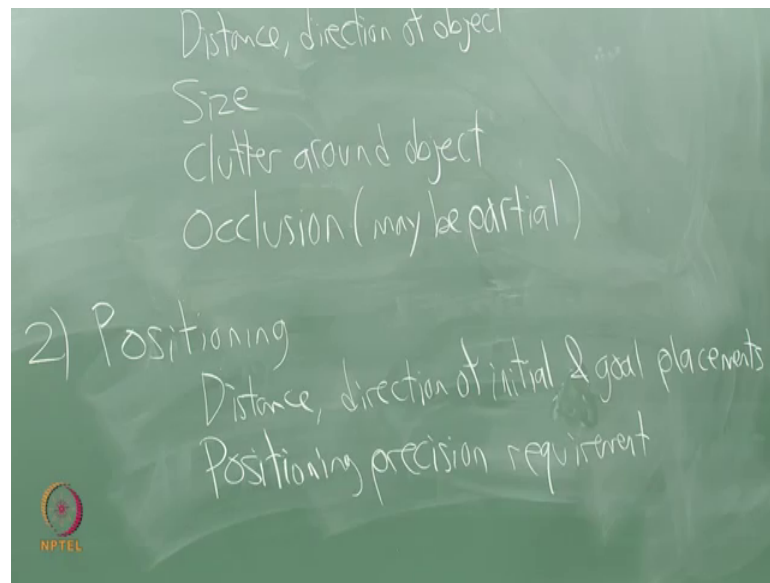 Distance, direction of object
Size
Clutter around object
Occlusion (may be partial)
2) Positioning
Distance, direction of initial & goal placements
Positioning precision requirement
NPTEL